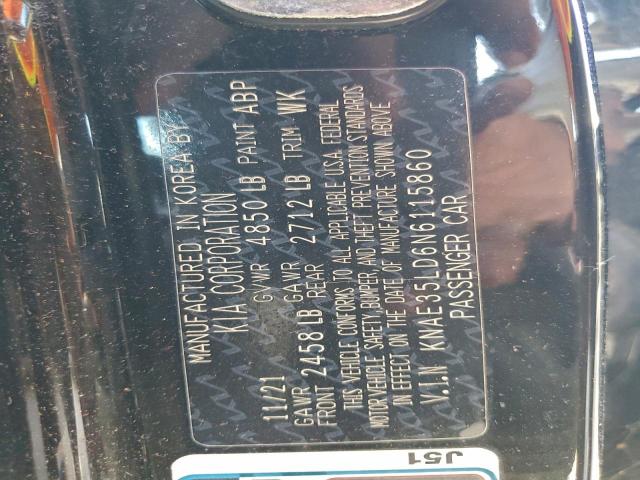 MANUFACTURED IN KOREA BY
KIA CORPORATION
11/21 GVWR 4850 LB PAINT ABP
GAWR FRONT 2458 LB GAWR REAR 2712 LB TRIM WK
THIS VEHICLE CONFORMS TO ALL APPLICABLE U.S.A. FEDERAL
MOTOR VEHICLE SAFETY, BUMPER, AND THEFT PREVENTION STANDARDS
IN EFFECT ON THE DATE OF MANUFACTURE SHOWN ABOVE
V.I.N KNAE35LD6N6115860
PASSENGER CAR
J51